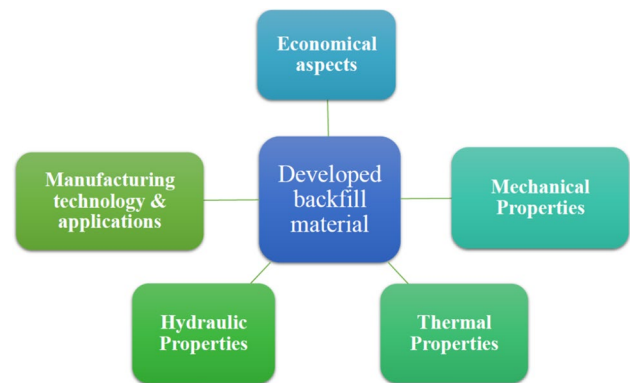 Economical
aspects
Manufacturing
technology &
applications
Developed
backfill
material
Mechanical
Properties
Hydraulic
Properties
Thermal
Properties